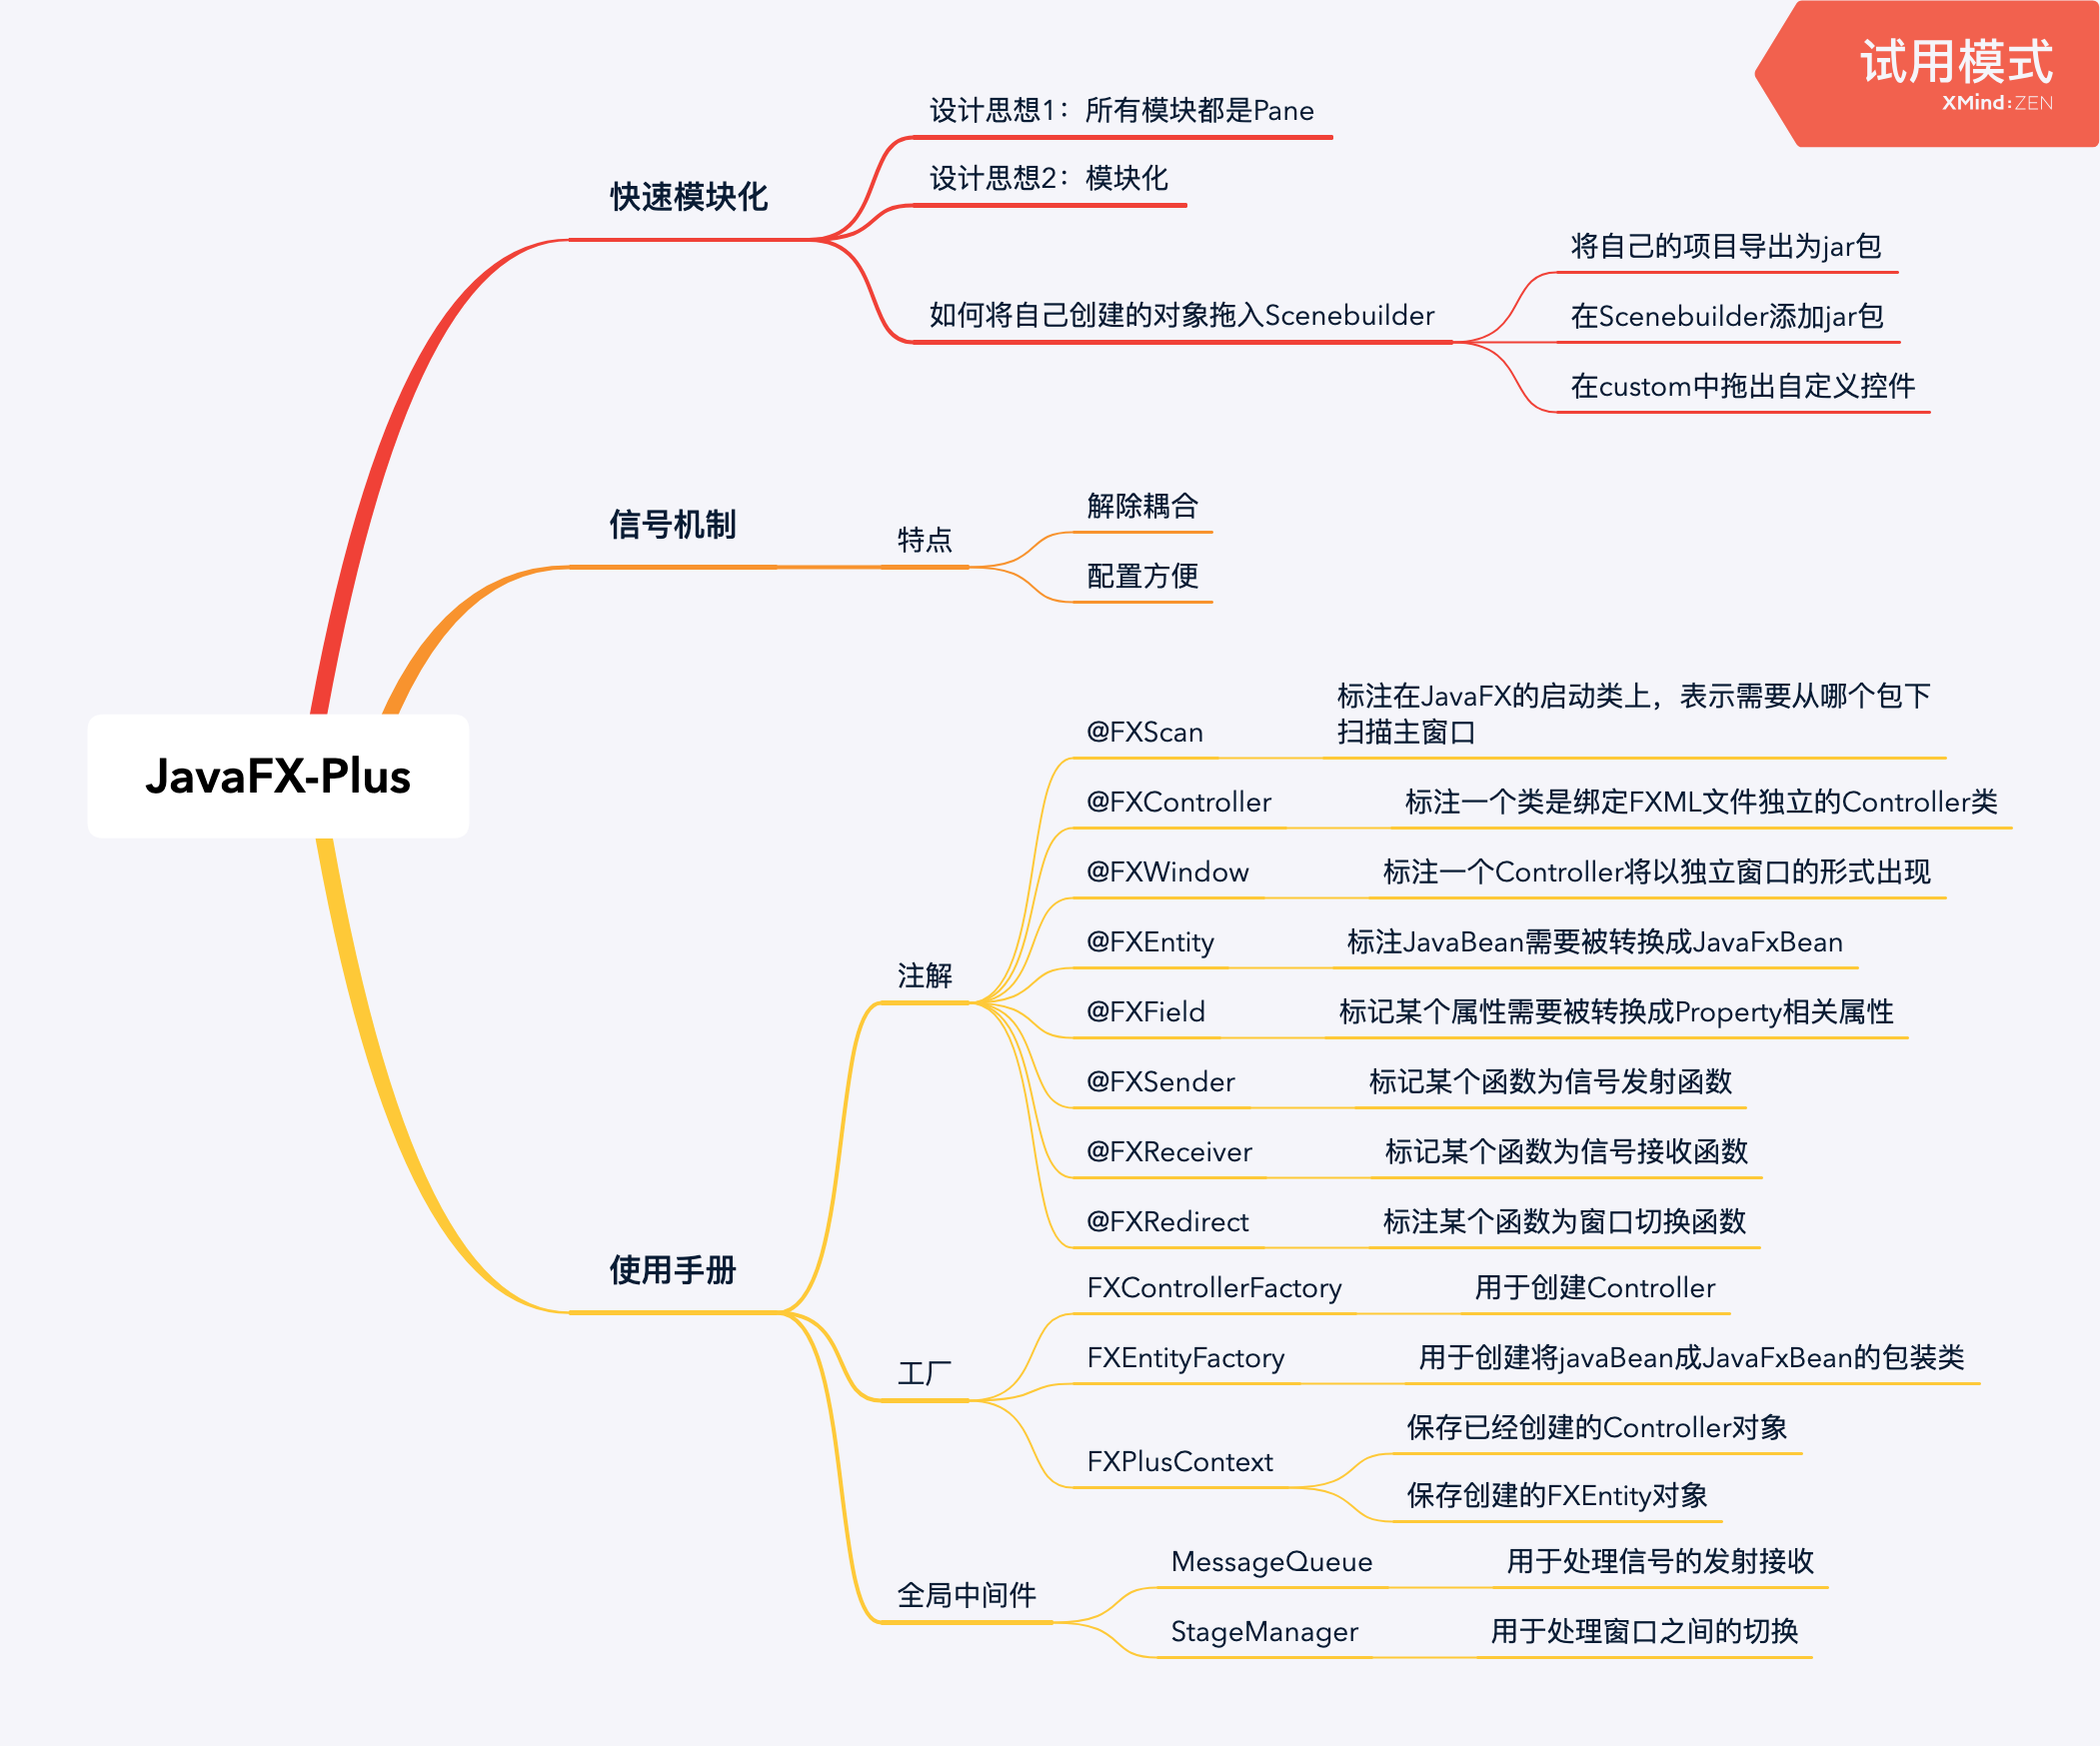 试用模式
XMind:ZEN
JavaFX-Plus
快速模块化
设计思想1：所有模块都是Pane
设计思想2：模块化
如何将自己创建的对象拖入Scenebuilder
将自己的项目导出为jar包
在Scenebuilder添加jar包
在custom中拖出自定义控件
信号机制
特点
解除耦合
配置方便
使用手册
注解
@FXScan
标注在JavaFX的启动类上，表示需要从哪个包下
扫描主窗口
@FXController
标注一个类是绑定FXML文件独立的Controller类
@FXWindow
标注一个Controller将以独立窗口的形式出现
@FXEntity
标注JavaBean需要被转换成JavaFxBean
@FXField
标记某个属性需要被转换成Property相关属性
@FXSender
标记某个函数为信号发射函数
@FXReceiver
标记某个函数为信号接收函数
@FXRedirect
标注某个函数为窗口切换函数
工厂
FXControllerFactory
用于创建Controller
FXEntityFactory
用于创建将javaBean成JavaFxBean的包装类
FXPlusContext
保存已经创建的Controller对象
保存创建的FXEntity对象
全局中间件
MessageQueue
用于处理信号的发射接收
StageManager
用于处理窗口之间的切换